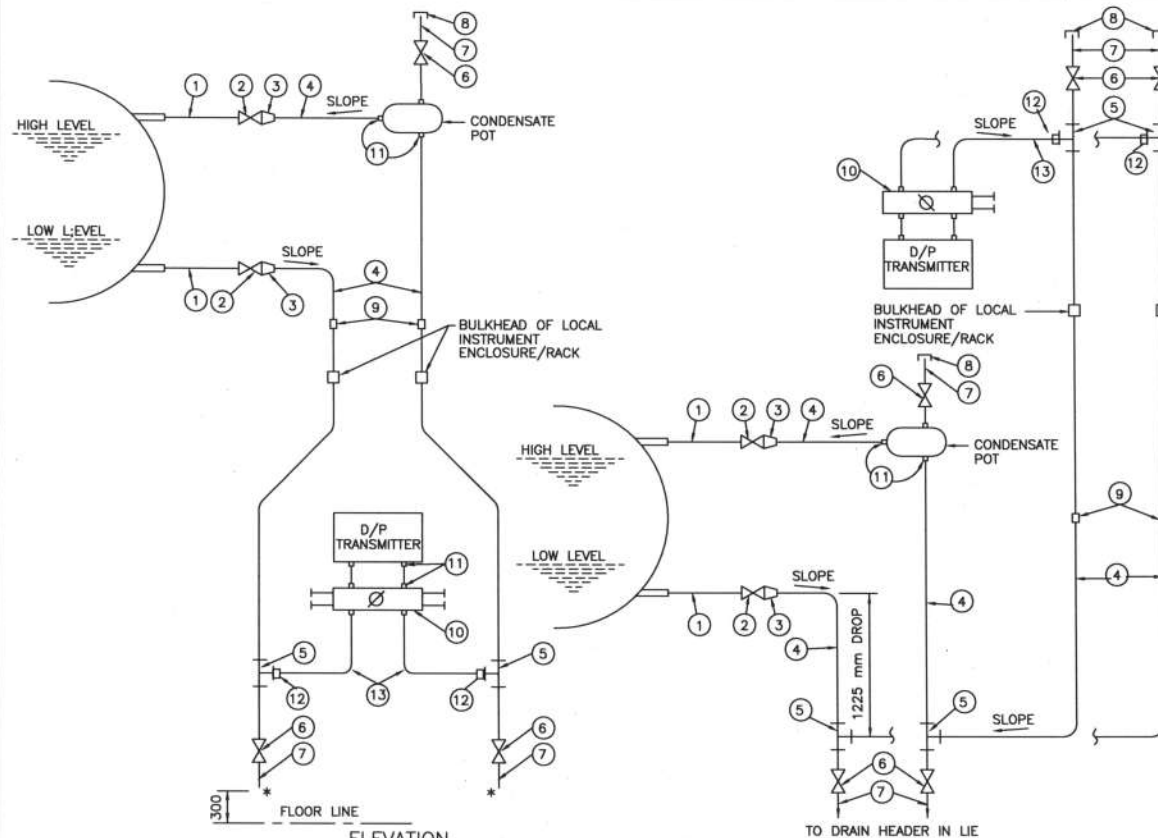 8
7
6
1
2
3
4
SLOPE
HIGH LEVEL
11
CONDENSATE
POT
LOW L;EVEL
SLOPE
1
2
3
4
9
BULKHEAD OF LOCAL
INSTRUMENT
ENCLOSURE/RACK
D/P
TRANSMITTER
11
10
5
5
12
13
12
6
6
7
7
*
*
300
FLOOR LINE
ELEVATION
8
7
6
5
12
SLOPE
12
13
10
D/P
TRANSMITTER
BULKHEAD OF LOCAL
INSTRUMENT
ENCLOSURE/RACK
8
7
6
1
2
3
4
SLOPE
HIGH LEVEL
11
CONDENSATE
POT
9
LOW LEVEL
SLOPE
1
2
3
4
4
4
1225 mm DROP
5
5
SLOPE
6
7
TO DRAIN HEADER IN LIE